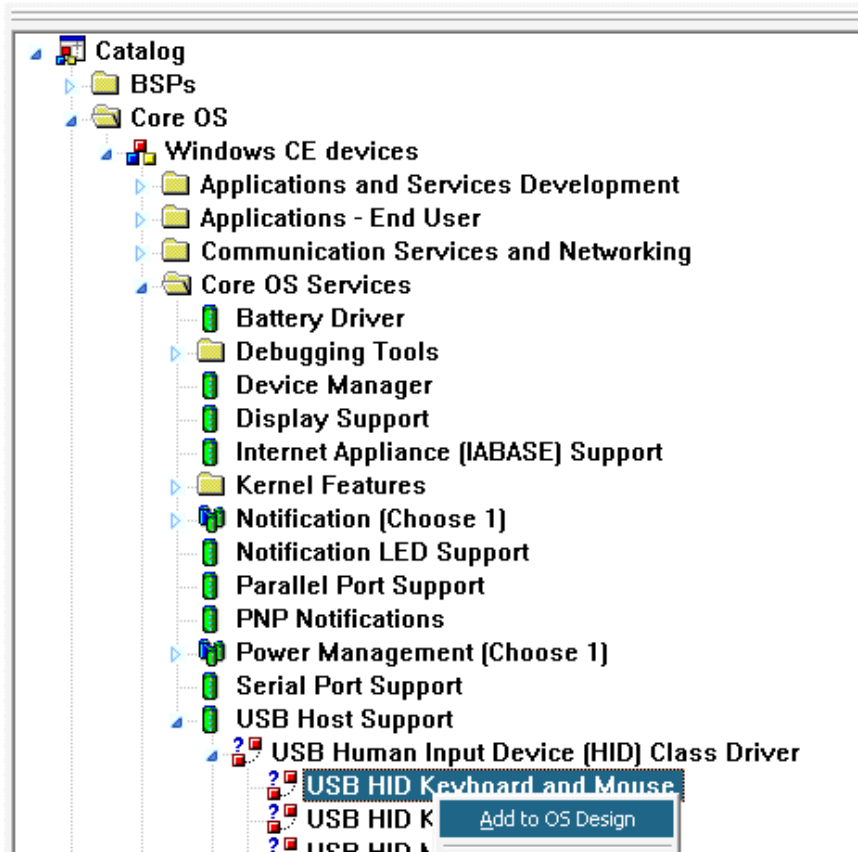 Catalog
BSPs
Core OS
Windows CE devices
Applications and Services Development
Applications - End User
Communication Services and Networking
Core OS Services
Battery Driver
Debugging Tools
Device Manager
Display Support
Internet Appliance (IABASE) Support
Kernel Features
Notification (Choose 1)
Notification LED Support
Parallel Port Support
PNP Notifications
Power Management (Choose 1)
Serial Port Support
USB Host Support
USB Human Input Device (HID) Class Driver
USB HID Keyboard and Mouse
USB HID K
Add to OS Design
USB HID